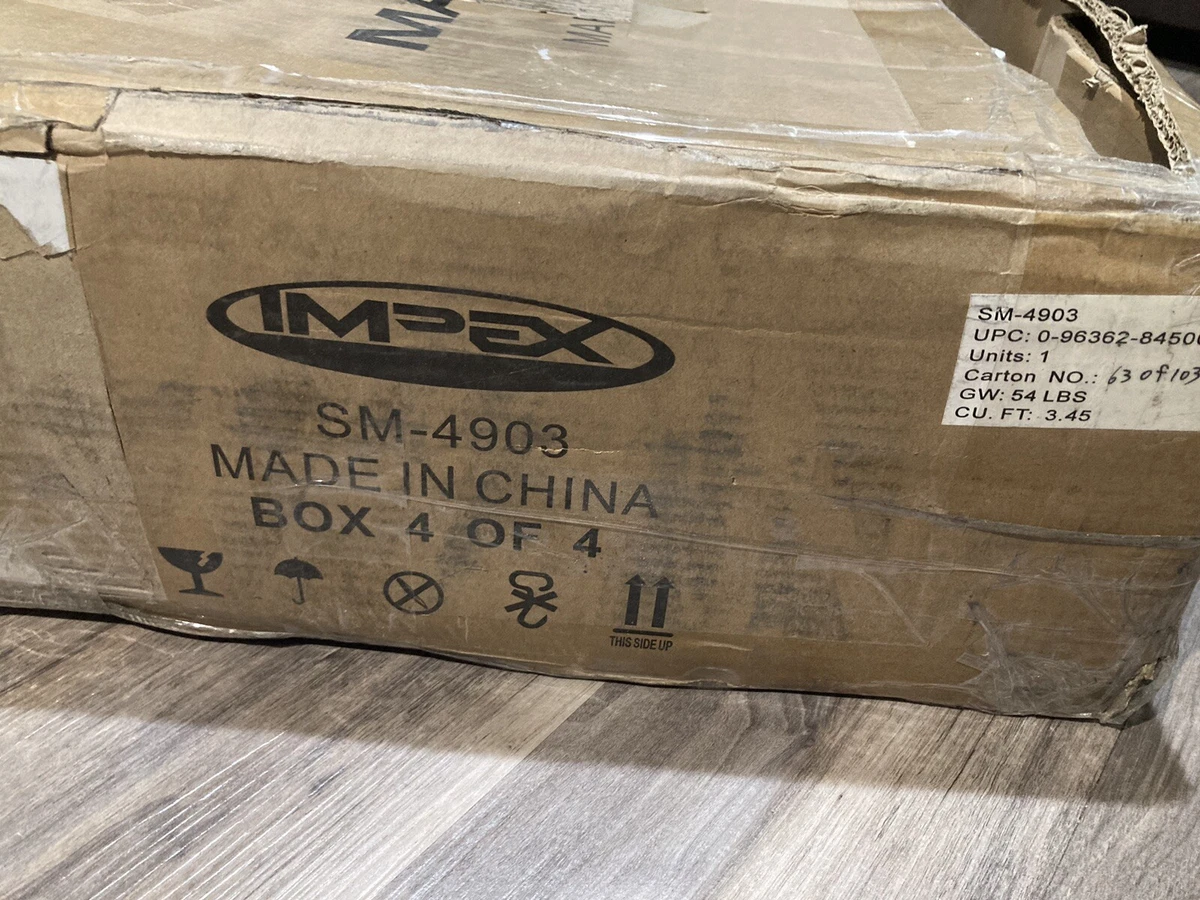 MA
IMPEX
SM-4903
MADE IN CHINA
BOX 4 OF 4
THIS SIDE UP
SM-4903
UPC: 0-96362-8450
Units: 1
Carton NO.: 63 of 103
GW: 54 LBS
CU. FT: 3.45